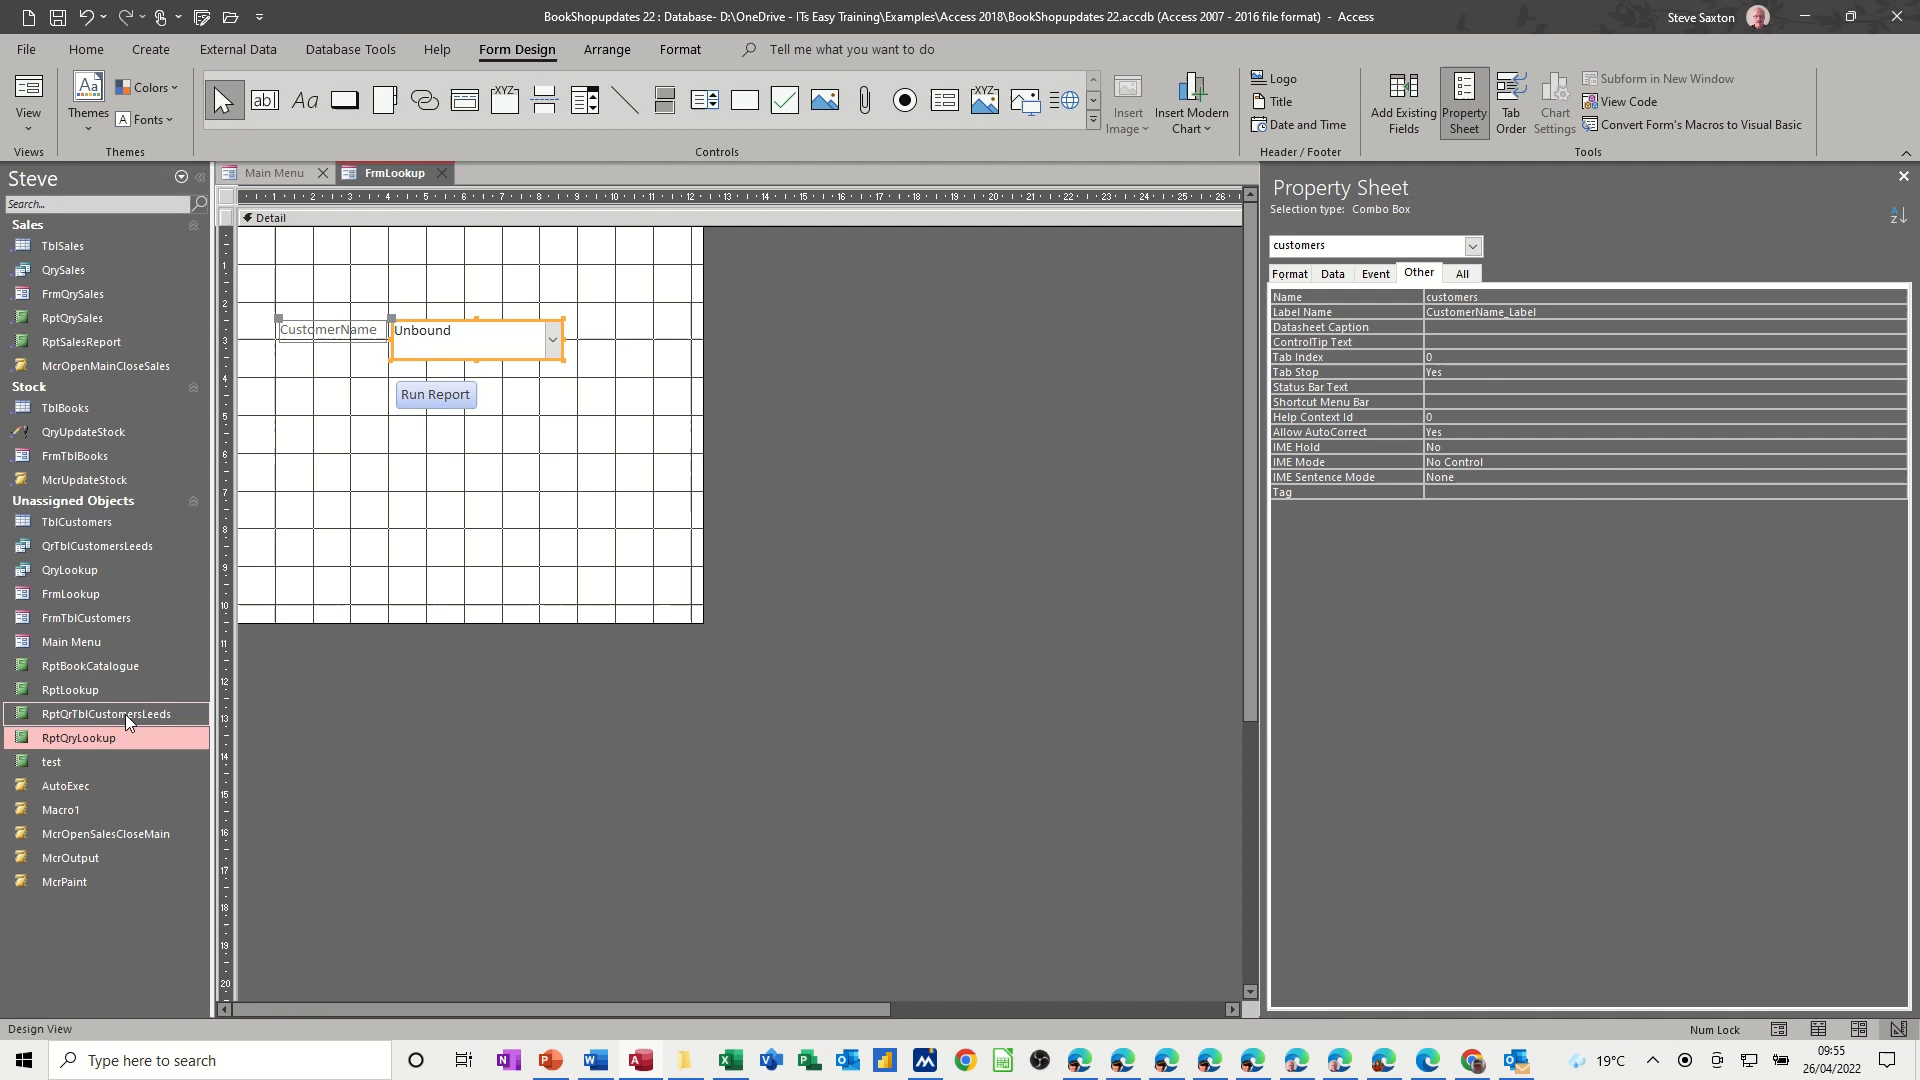 BookShopupdates 22 : Database- D:\OneDrive - ITs Easy Training\Examples\Access 2018\BookShopupdates 22.accdb (Access 2007 - 2016 file format) - Access
Steve Saxton
File Home Create External Data Database Tools Help Form Design Arrange Format Tell me what you want to do
View
Views
Themes
Colors
Fonts
Themes
Controls
Insert Image
Insert Modern Chart
Logo
Title
Date and Time
Header / Footer
Add Existing Fields
Property Sheet
Tab Order
Chart Settings
Subform in New Window
View Code
Convert Form's Macros to Visual Basic
Tools
Steve
Search...
Sales
TblSales
QrySales
FrmQrySales
RptQrySales
RptSalesReport
McrOpenMainCloseSales
Stock
TblBooks
QryUpdateStock
FrmTblBooks
McrUpdateStock
Unassigned Objects
TblCustomers
QrTblCustomersLeeds
QryLookup
FrmLookup
FrmTblCustomers
Main Menu
RptBookCatalogue
RptLookup
RptQrTblCustomersLeeds
RptQryLookup
test
AutoExec
Macro1
McrOpenSalesCloseMain
McrOutput
McrPaint
Main Menu
FrmLookup
Detail
CustomerName
Unbound
Run Report
Property Sheet
Selection type: Combo Box
customers
Format Data Event Other All
Name customers
Label Name CustomerName_Label
Datasheet Caption
ControlTip Text
Tab Index 0
Tab Stop Yes
Status Bar Text
Shortcut Menu Bar
Help Context Id 0
Allow AutoCorrect Yes
IME Hold No
IME Mode No Control
IME Sentence Mode None
Tag
Design View
Num Lock
Type here to search
19°C
09:55
26/04/2022